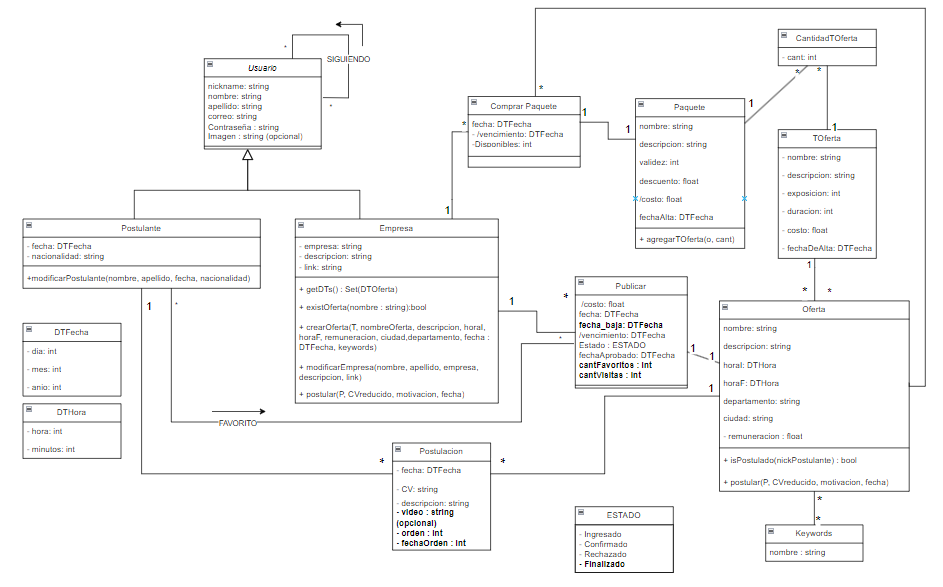 CantidadTOferta
- cant: int
*
*
*
SIGUIENDO
*
Usuario
nickname: string
nombre: string
apellido: string
correo: string
Contraseña : string
Imagen : string (opcional)
*
Comprar Paquete
fecha: DTFecha
- /vencimiento: DTFecha
-Disponibles: int
*
1
1
1
Paquete
nombre: string
descripcion: string
validez: int
descuento: float
/costo: float
fechaAlta: DTFecha
+ agregarTOferta(o, cant)
1
1
TOferta
- nombre: string
- descripcion: string
- exposicion: int
- duracion: int
- costo: float
- fechaDeAlta: DTFecha
1
*
*
Postulante
- fecha: DTFecha
- nacionalidad: string
+modificarPostulante(nombre, apellido, fecha, nacionalidad)
1
*
Empresa
- empresa: string
- descripcion: string
- link: string
+ getDTs() : Set(DTOferta)
+ existOferta(nombre : string):bool
+ crearOferta(T, nombreOferta, descripcion, horaI,
horaF, remuneracion, ciudad,departamento, fecha :
DTFecha, keywords)
+ modificarEmpresa(nombre, apellido, empresa,
descripcion, link)
+ postular(P, CVreducido, motivacion, fecha)
1
*
*
Publicar
/costo: float
fecha: DTFecha
fecha_baja: DTFecha
/vencimiento: DTFecha
Estado : ESTADO
fechaAprobado: DTFecha
cantFavoritos : int
cantVisitas : int
1
1
1
Oferta
nombre: string
descripcion: string
horaI: DTHora
horaF: DTHora
departamento: string
ciudad: string
- remuneracion : float
+ isPostulado(nickPostulante) : bool
+ postular(P, CVreducido, motivacion, fecha)
DTFecha
- dia: int
- mes: int
- anio: int
DTHora
- hora: int
- minutos: int
FAVORITO
*
*
Postulacion
- fecha: DTFecha
- CV: string
- descripcion: string
- video : string
(opcional)
- orden : int
- fechaOrden : int
ESTADO
- Ingresado
- Confirmado
- Rechazado
- Finalizado
*
*
Keywords
nombre : string